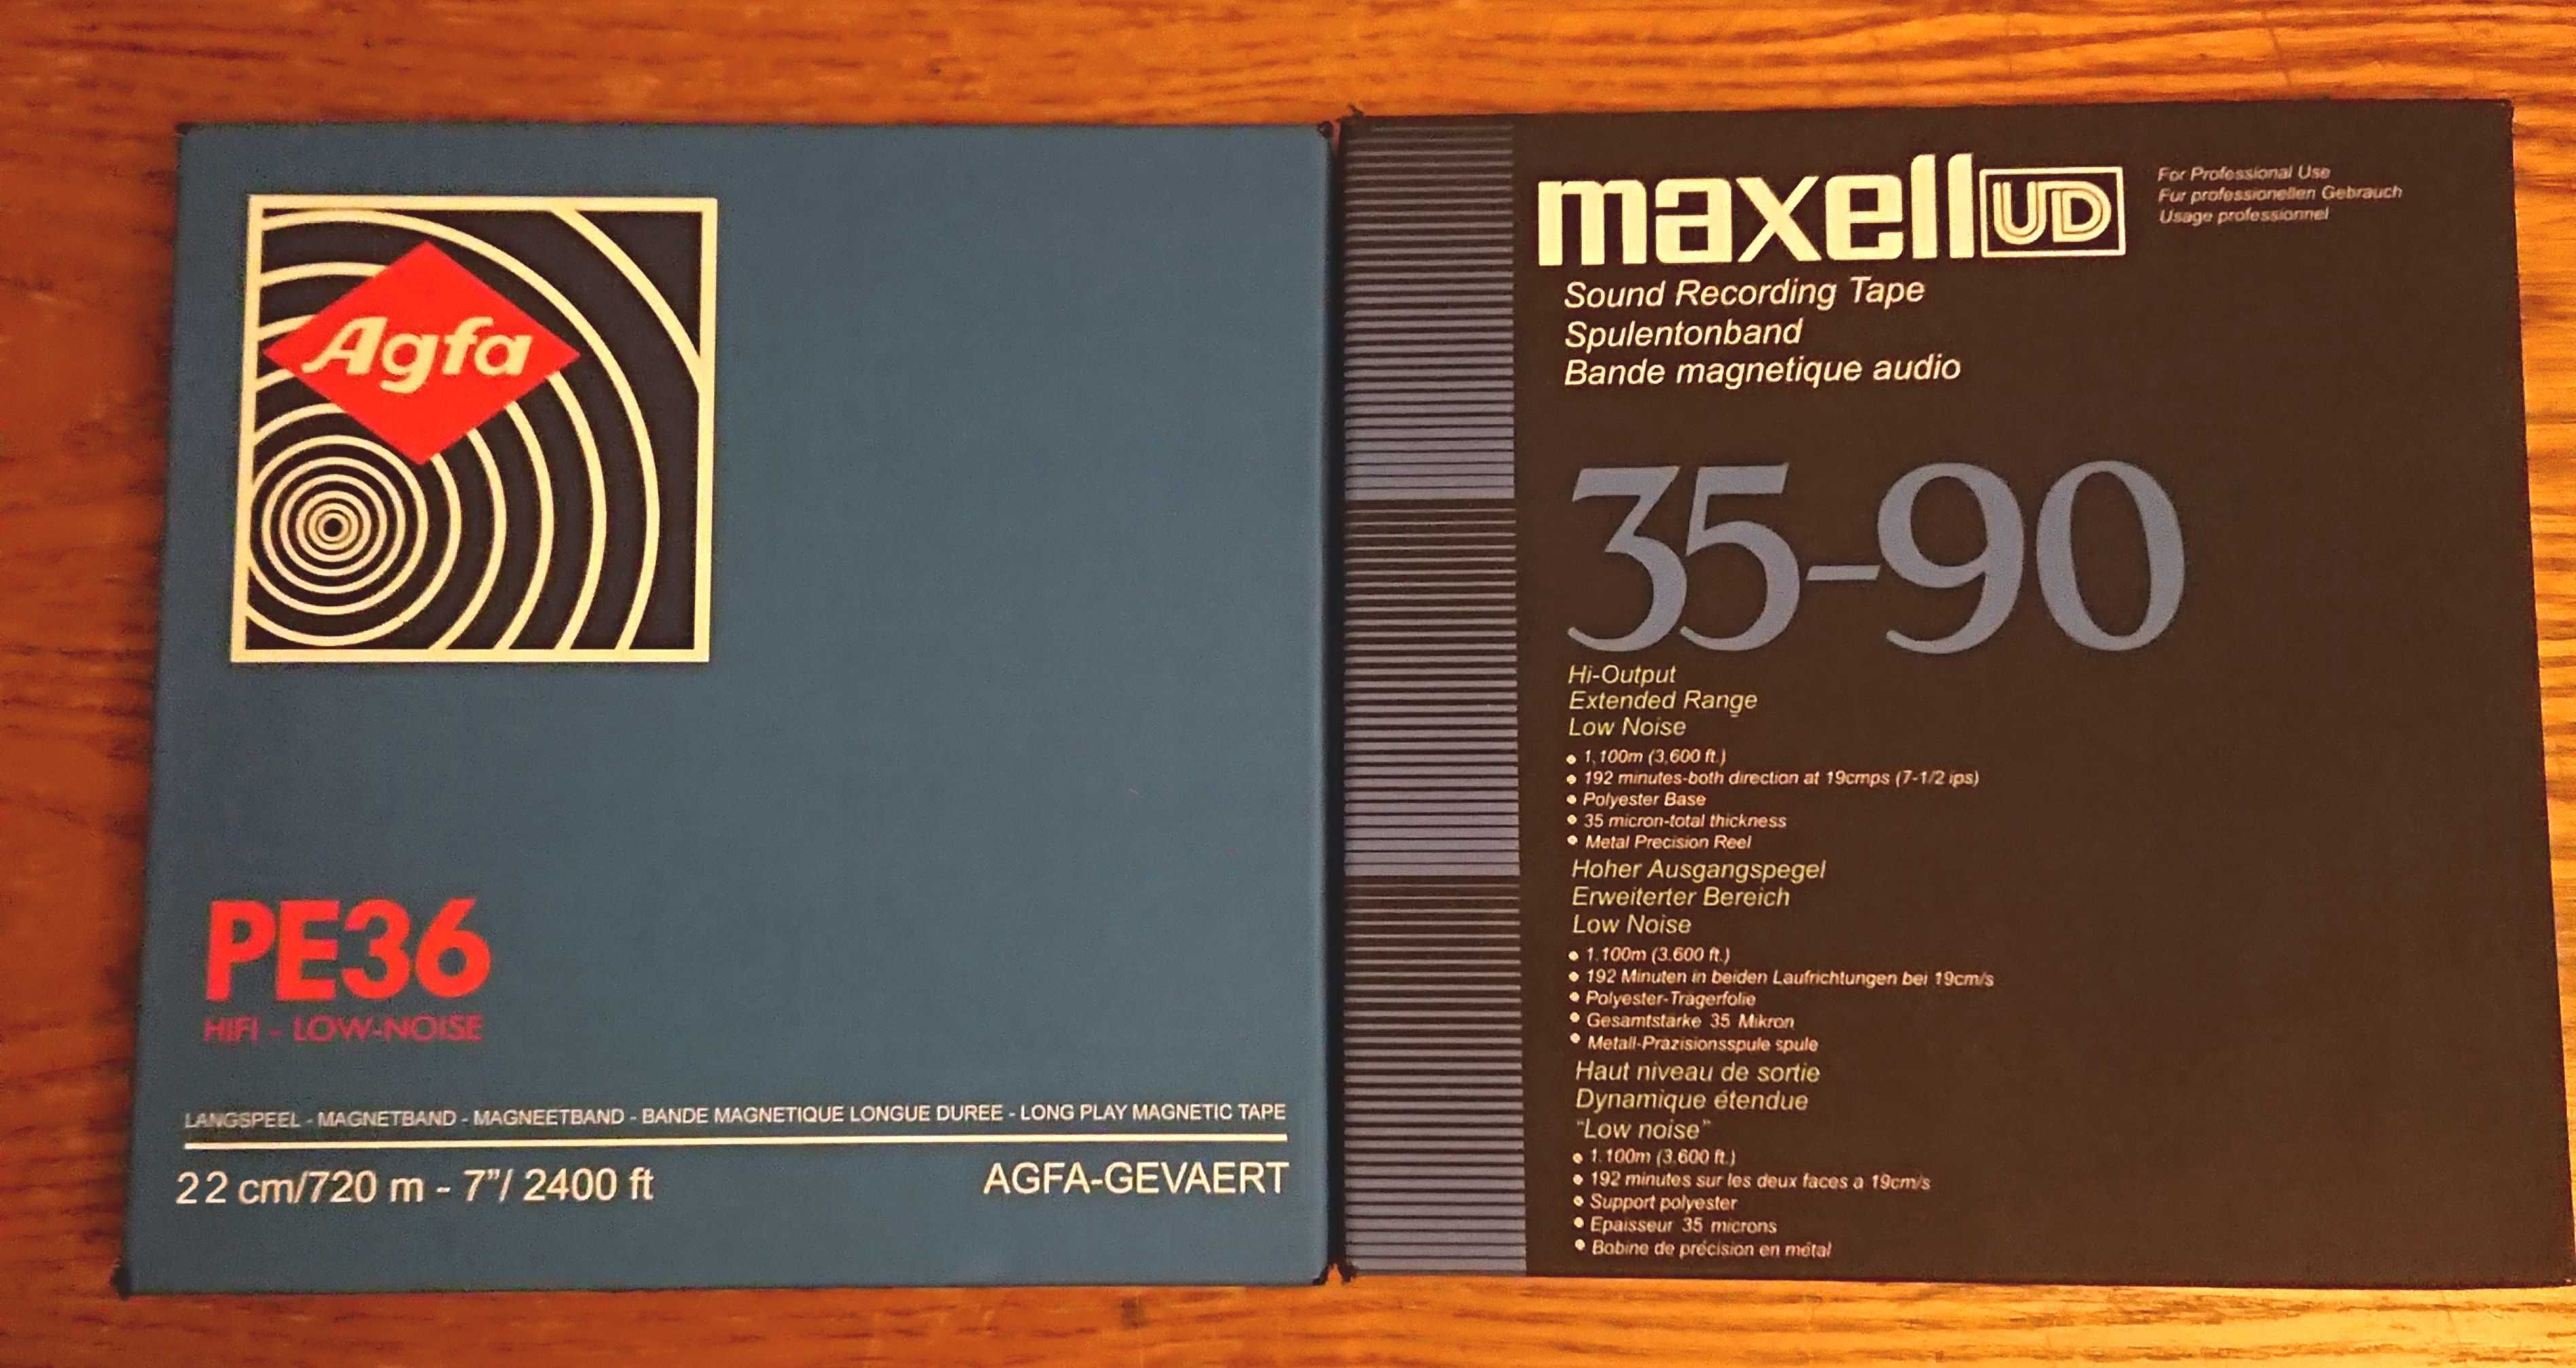 Agfa
PE36
HIFI - LOW-NOISE
LANGSPEEL - MAGNETBAND - MAGNEETBAND - BANDE MAGNETIQUE LONGUE DUREE - LONG PLAY MAGNETIC TAPE
22 cm/720 m - 7”/ 2400 ft
AGFA-GEVAERT
maxell UD
For Professional Use
Fur professionellen Gebrauch
Usage professionnel
Sound Recording Tape
Spulentonband
Bande magnetique audio
35-90
Hi-Output
Extended Range
Low Noise
• 1,100m (3,600 ft.)
• 192 minutes-both direction at 19cmps (7-1/2 ips)
• Polyester Base
• 35 micron-total thickness
• Metal Precision Reel
Hoher Ausgangspegel
Erweiterter Bereich
Low Noise
• 1.100m (3.600 ft.)
• 192 Minuten in beiden Laufrichtungen bei 19cm/s
• Polyester-Tragerfolie
• Gesamtstarke 35 Mikron
• Metall-Prazisionsspule spule
Haut niveau de sortie
Dynamique étendue
“Low noise”
• 1.100m (3.600 ft.)
• 192 minutes sur les deux faces a 19cm/s
• Support polyester
• Epaisseur 35 microns
• Bobine de précision en métal